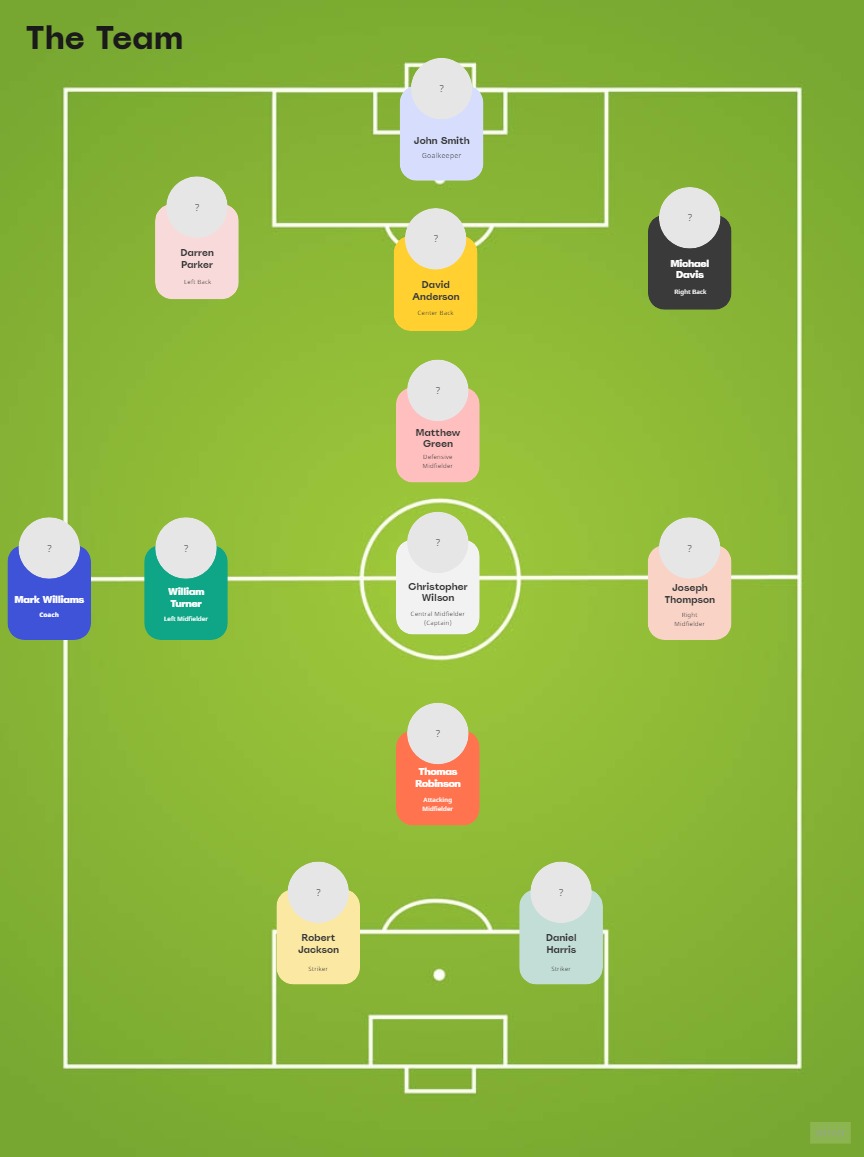 The Team
?
John Smith
Goalkeeper
?
Darren
Parker
Left Back
?
David
Anderson
Center Back
?
Michael
Davis
Right Back
?
Matthew
Green
Defensive
Midfielder
?
Mark Williams
Coach
?
William
Turner
Left Midfielder
?
Christopher
Wilson
Central Midfielder
(Captain)
?
Joseph
Thompson
Right
Midfielder
?
Thomas
Robinson
Attacking
Midfielder
?
Robert
Jackson
Striker
?
Daniel
Harris
Striker